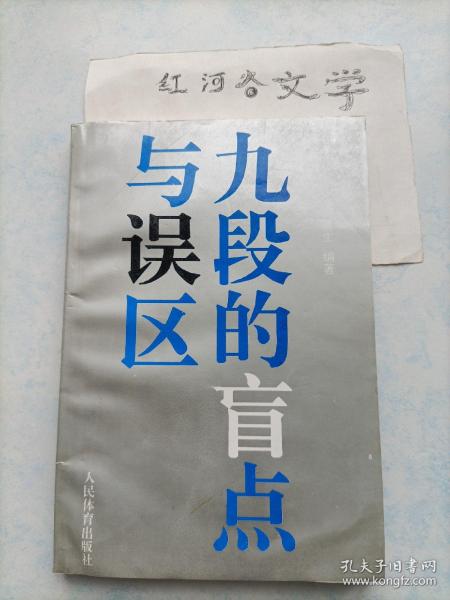 红河谷文学
九段的盲点
与误区
编著
人民体育出版社
孔夫子旧书网
www.kongfz.com